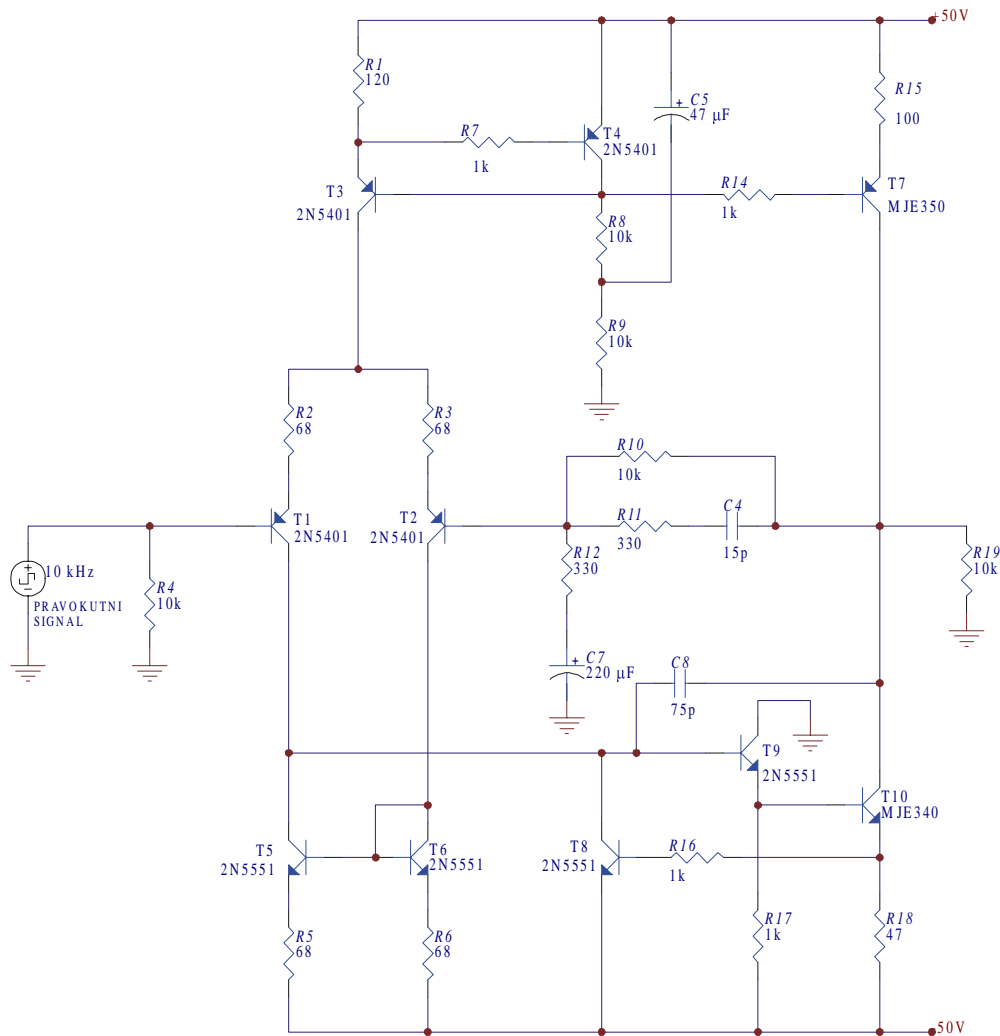 +50V
R1
120
R15
100
C5
+
47 µF
T4
2N5401
R7
1k
T3
2N5401
R14
1k
T7
MJE350
R8
10k
R9
10k
R2
68
R3
68
R10
10k
R11
330
C4
15p
T1
2N5401
T2
2N5401
R12
330
R19
10k
10 kHz
PRAVOKUTNI
SIGNAL
R4
10k
+
C7
220 µF
C8
75p
T9
2N5551
T10
MJE340
T5
2N5551
T6
2N5551
T8
2N5551
R16
1k
R5
68
R6
68
R17
1k
R18
47
50V